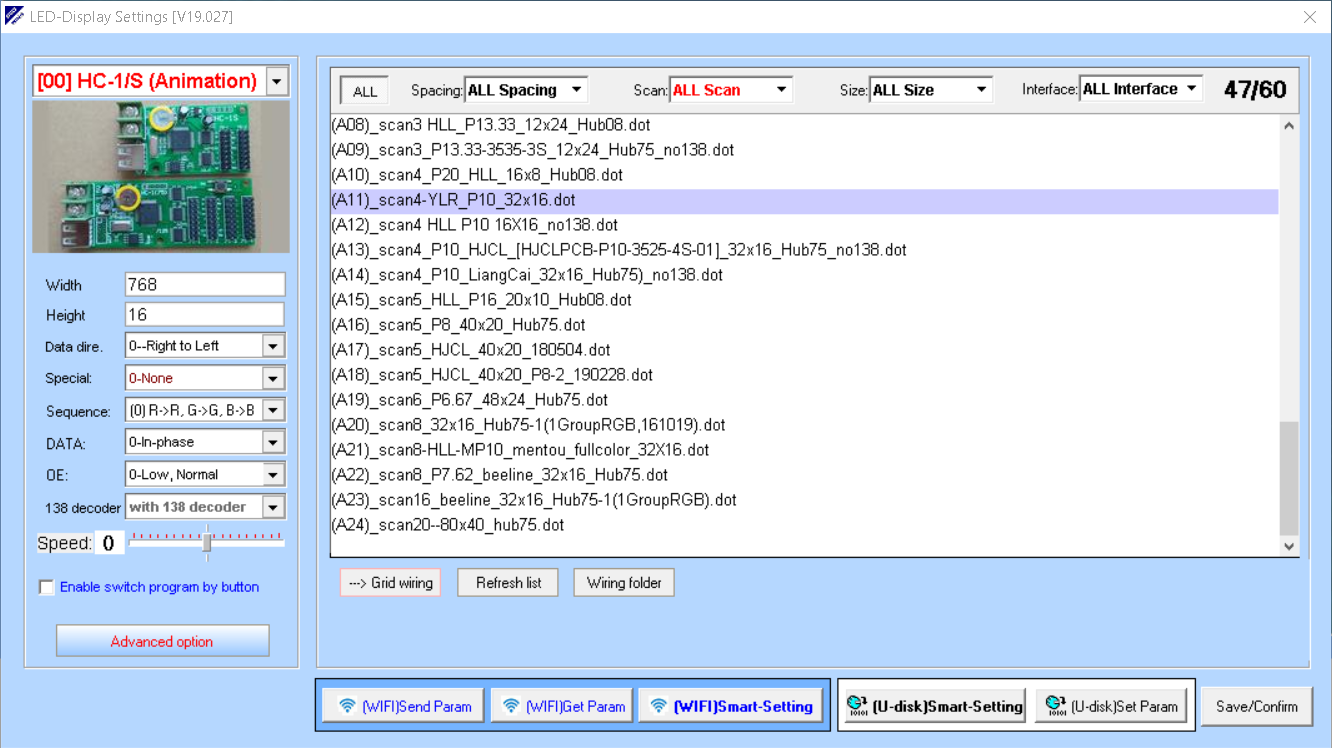 LED-Display Settings [V19.027]
[00] HC-1/S (Animation)
HC-1S
Width 768
Height 16
Data dire. 0--Right to Left
Special: 0-None
Sequence: (0) R->R, G->G, B->B
DATA: 0-In-phase
OE: 0-Low, Normal
138 decoder with 138 decoder
Speed: 0
Enable switch program by button
Advanced option
ALL Spacing: ALL Spacing Scan: ALL Scan Size: ALL Size Interface: ALL Interface 47/60
(A08)_scan3 HLL_P13.33_12x24_Hub08.dot
(A09)_scan3_P13.33-3535-3S_12x24_Hub75_no138.dot
(A10)_scan4_P20_HLL_16x8_Hub08.dot
(A11)_scan4-YLR_P10_32x16.dot
(A12)_scan4 HLL P10 16X16_no138.dot
(A13)_scan4_P10_HJCL_[HJCLPCB-P10-3525-4S-01]_32x16_Hub75_no138.dot
(A14)_scan4_P10_LiangCai_32x16_Hub75)_no138.dot
(A15)_scan5_HLL_P16_20x10_Hub08.dot
(A16)_scan5_P8_40x20_Hub75.dot
(A17)_scan5_HJCL_40x20_180504.dot
(A18)_scan5_HJCL_40x20_P8-2_190228.dot
(A19)_scan6_P6.67_48x24_Hub75.dot
(A20)_scan8_32x16_Hub75-1(1GroupRGB,161019).dot
(A21)_scan8-HLL-MP10_mentou_fullcolor_32X16.dot
(A22)_scan8_P7.62_beeline_32x16_Hub75.dot
(A23)_scan16_beeline_32x16_Hub75-1(1GroupRGB).dot
(A24)_scan20--80x40_hub75.dot
---> Grid wiring Refresh list Wiring folder
(WIFI)Send Param (WIFI)Get Param (WIFI)Smart-Setting (U-disk)Smart-Setting (U-disk)Set Param Save/Confirm